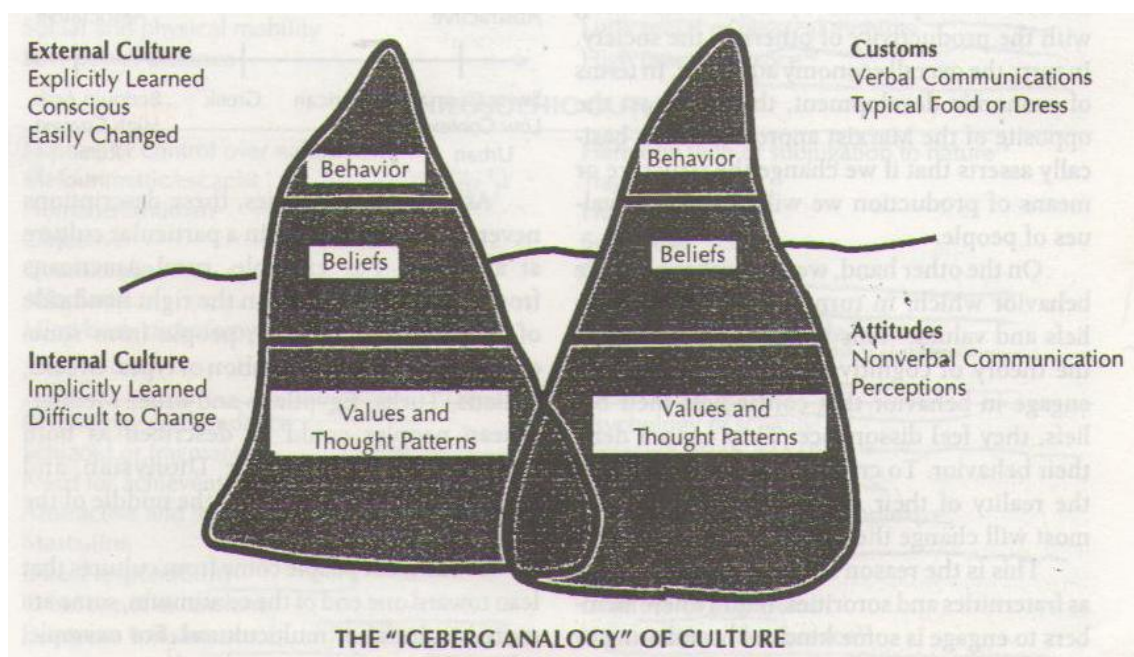 External Culture
Explicitly Learned
Conscious
Easily Changed
Customs
Verbal Communications
Typical Food or Dress
Behavior
Behavior
Beliefs
Beliefs
Internal Culture
Implicitly Learned
Difficult to Change
Attitudes
Nonverbal Communication
Perceptions
Values and
Thought Patterns
Values and
Thought Patterns
THE "ICEBERG ANALOGY" OF CULTURE